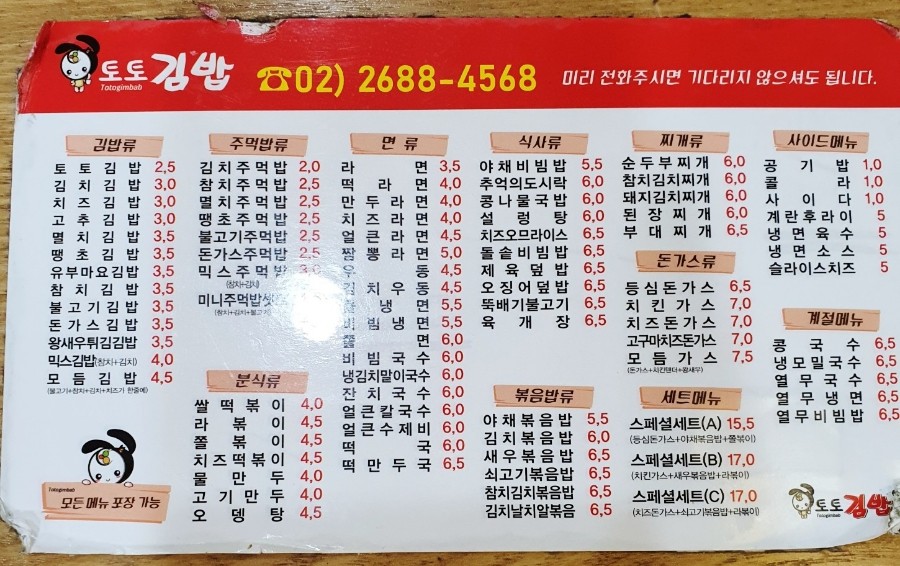 토토김밥
Totogimbab
☎02) 2688-4568
미리 전화주시면 기다리지 않으셔도 됩니다.
김밥류
토토김밥 2,5
김치김밥 3,0
치즈김밥 3,0
고추김밥 3,0
멸치김밥 3,5
땡초김밥 3,5
유부마요김밥 3,5
참치김밥 3,5
불고기김밥 3,5
돈가스김밥 3,5
왕새우튀김김밥 3,5
믹스김밥(참치+김치) 4,0
모듬김밥 4,5
(불고기+참치+김치+치즈가 한줄에)
Totogimbab
모든 메뉴 포장 가능
주먹밥류
김치주먹밥 2,0
참치주먹밥 2,5
멸치주먹밥 2,5
땡초주먹밥 2,5
불고기주먹밥 2,5
돈가스주먹밥 2,5
믹스주먹밥 3,0
(참치+김치)
미니주먹밥셋트
(참치+김치+불고기)
분식류
쌀떡볶이 4,0
라볶이 4,5
쫄볶이 4,5
치즈떡볶이 4,5
물만두 4,0
고기만두 4,0
오뎅탕 4,5
면류
라면 3,5
떡라면 4,0
만두라면 4,0
치즈라면 4,0
얼큰라면 4,5
짬뽕라면 5,0
우동 4,5
김치우동 4,5
냉면 5,5
비빔냉면 5,5
쫄면 6,0
비빔국수 6,0
냉김치말이국수 6,0
잔치국수 6,0
얼큰칼국수 6,0
얼큰수제비 6,0
떡국 6,0
떡만두국 6,5
식사류
야채비빔밥 5,5
추억의도시락 6,0
콩나물국밥 6,0
설렁탕 6,0
치즈오므라이스 6,5
돌솥비빔밥 6,5
제육덮밥 6,5
오징어덮밥 6,5
뚝배기불고기 6,5
육개장 6,5
볶음밥류
야채볶음밥 5,5
김치볶음밥 6,0
새우볶음밥 6,5
쇠고기볶음밥 6,5
참치김치볶음밥 6,5
김치날치알볶음 6,5
찌개류
순두부찌개 6,0
참치김치찌개 6,0
돼지김치찌개 6,0
된장찌개 6,0
부대찌개 6,5
돈가스류
등심돈가스 6,5
치킨가스 7,0
치즈돈가스 7,0
고구마치즈돈가스 7,0
모듬가스 7,5
(돈가스+치킨텐더+왕새우)
세트메뉴
스페셜세트(A) 15,5
(등심돈가스+야채볶음밥+쫄볶이)
스페셜세트(B) 17,0
(치킨가스+새우볶음밥+라볶이)
스페셜세트(C) 17,0
(치즈돈가스+쇠고기볶음밥+라볶이)
사이드메뉴
공기밥 1,0
콜라 1,0
사이다 1,0
계란후라이 5
냉면육수 5
냉면소스 5
슬라이스치즈 5
계절메뉴
콩국수 6,5
냉모밀국수 6,5
열무국수 6,5
열무냉면 6,5
열무비빔밥 6,5
토토김밥
Totogimbab